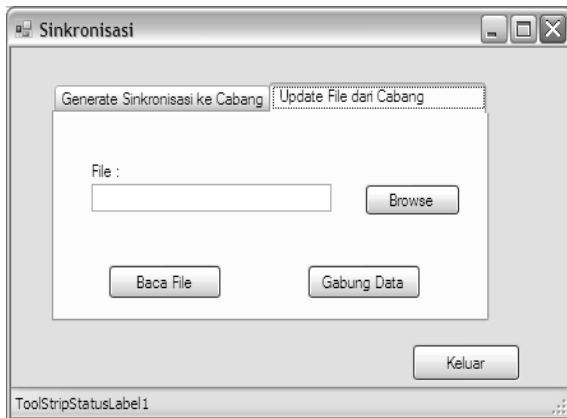 Sinkronisasi
Generate Sinkronisasi ke Cabang
Update File dari Cabang
File :
Browse
Baca File
Gabung Data
Keluar
ToolStripStatusLabel1